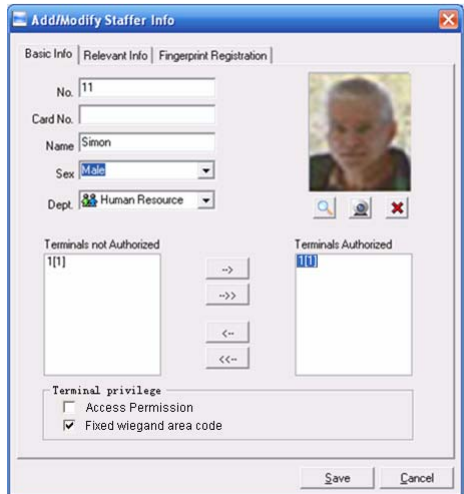 Add/Modify Staffer Info
Basic Info Relevant Info Fingerprint Registration
No. 11
Card No.
Name Simon
Sex Male
Dept. Human Resource
Terminals not Authorized Terminals Authorized
1[1] 1[1]
-->
-->>
<--
<<--
Terminal privilege
Access Permission
Fixed wiegand area code
Save Cancel